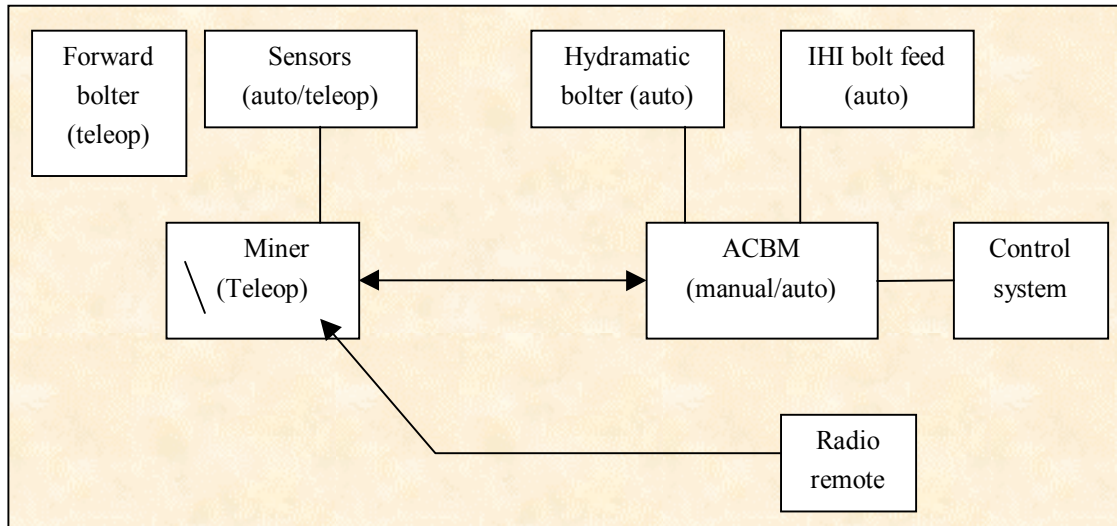 Forward
bolter
(teleop)
Sensors
(auto/teleop)
Hydramatic
bolter (auto)
IHI bolt feed
(auto)
Miner
(Teleop)
ACBM
(manual/auto)
Control
system
Radio
remote